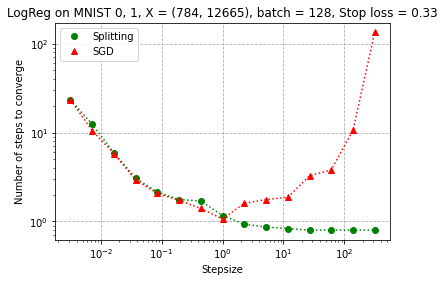 LogReg on MNIST 0, 1, X = (784, 12665), batch = 128, Stop loss = 0.33
Number of steps to converge
10²
10¹
10⁰
Splitting
SGD
10⁻² 10⁻¹ 10⁰ 10¹ 10²
Stepsize